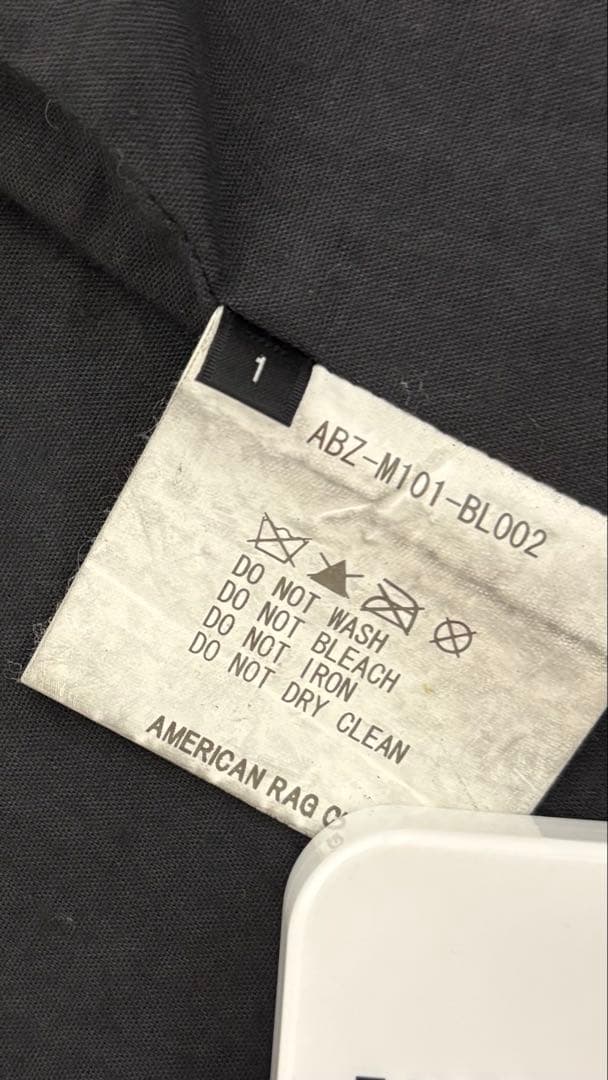 1
ABZ-M101-BL002
DO NOT WASH
DO NOT BLEACH
DO NOT IRON
DO NOT DRY CLEAN
AMERICAN RAG